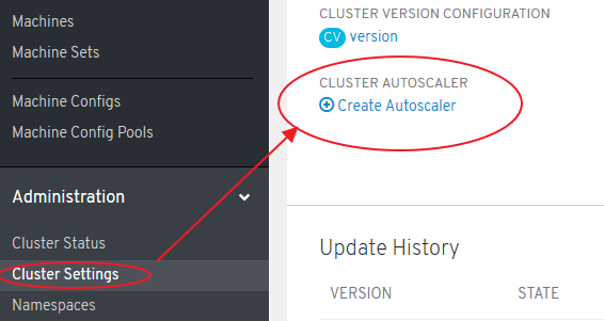 Machines
Machine Sets
Machine Configs
Machine Config Pools
Administration
Cluster Status
Cluster Settings
Namespaces
CLUSTER VERSION CONFIGURATION
CV version
CLUSTER AUTOSCALER
Create Autoscaler
Update History
VERSION STATE